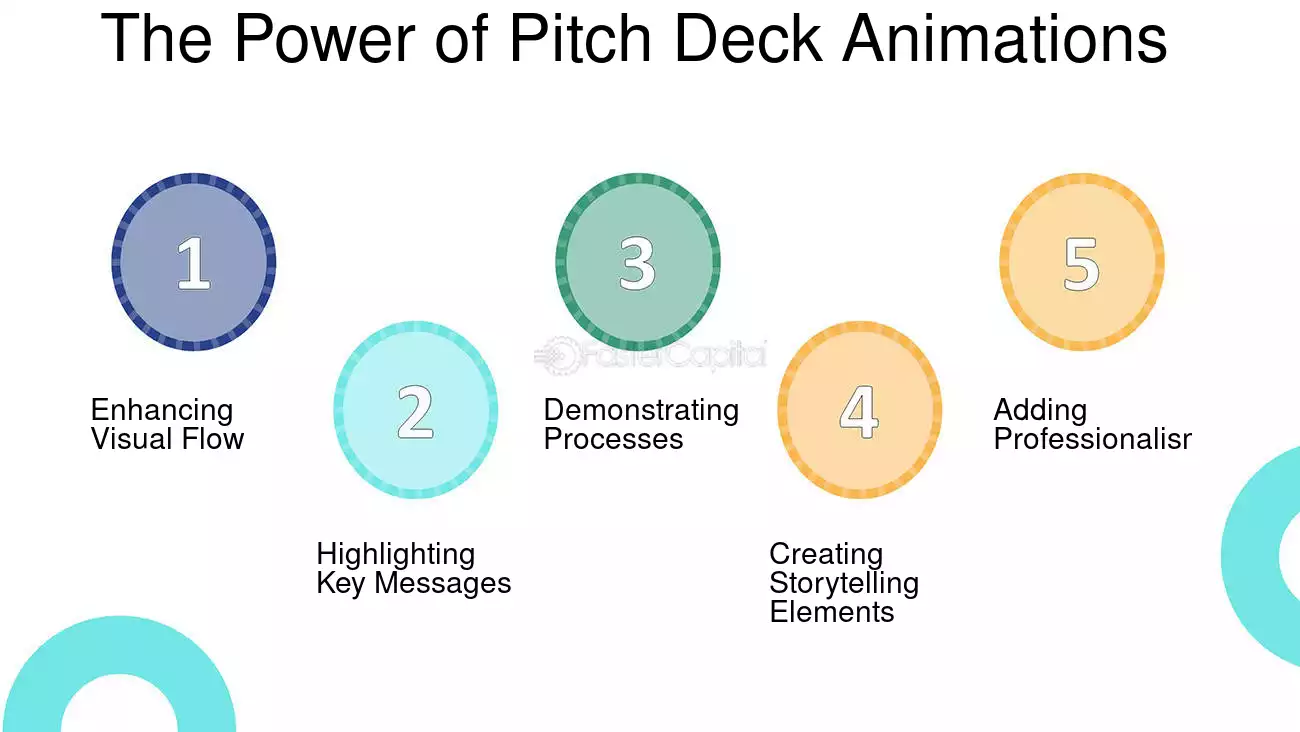 The Power of Pitch Deck Animations
1
2
3
4
5
FasterCapital
Enhancing
Visual Flow
Highlighting
Key Messages
Demonstrating
Processes
Creating
Storytelling
Elements
Adding
Professionalisr